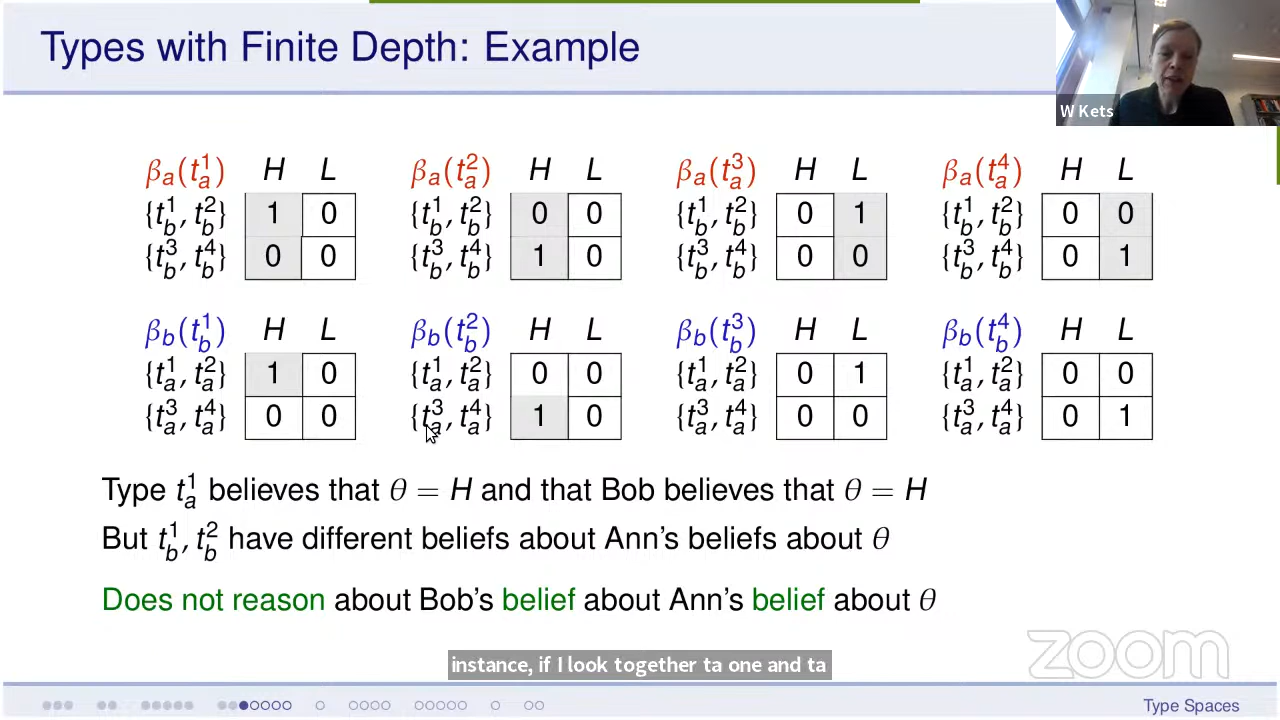 Types with Finite Depth: Example
W Kets
βa(t¹a) H L βa(t²a) H L βa(t³a) H L βa(t⁴a) H L
{t¹b, t²b} 1 0 {t¹b, t²b} 0 0 {t¹b, t²b} 0 1 {t¹b, t²b} 0 0
{t³b, t⁴b} 0 0 {t³b, t⁴b} 1 0 {t³b, t⁴b} 0 0 {t³b, t⁴b} 0 1
βb(t¹b) H L βb(t²b) H L βb(t³b) H L βb(t⁴b) H L
{t¹a, t²a} 1 0 {t¹a, t²a} 0 0 {t¹a, t²a} 0 1 {t¹a, t²a} 0 0
{t³a, t⁴a} 0 0 {t³a, t⁴a} 1 0 {t³a, t⁴a} 0 0 {t³a, t⁴a} 0 1
Type t¹a believes that θ = H and that Bob believes that θ = H
But t¹b, t²b have different beliefs about Ann's beliefs about θ
Does not reason about Bob's belief about Ann's belief about θ
zoom
instance, if I look together ta one and ta
Type Spaces